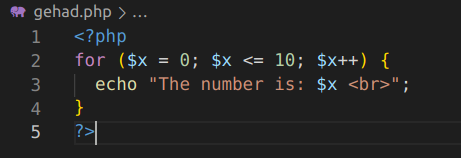 gehad.php > ...
1 <?php
2 for ($x = 0; $x <= 10; $x++) {
3   echo "The number is: $x <br>";
4 }
5 ?>